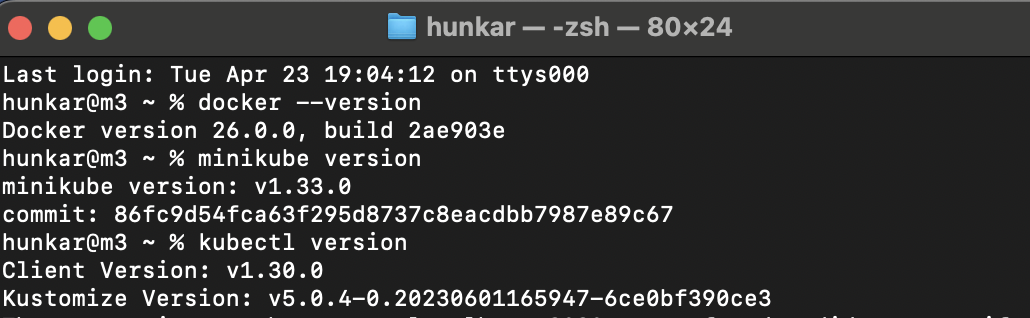 hunkar — -zsh — 80×24
Last login: Tue Apr 23 19:04:12 on ttys000
hunkar@m3 ~ % docker --version
Docker version 26.0.0, build 2ae903e
hunkar@m3 ~ % minikube version
minikube version: v1.33.0
commit: 86fc9d54fca63f295d8737c8eacdbb7987e89c67
hunkar@m3 ~ % kubectl version
Client Version: v1.30.0
Kustomize Version: v5.0.4-0.20230601165947-6ce0bf390ce3